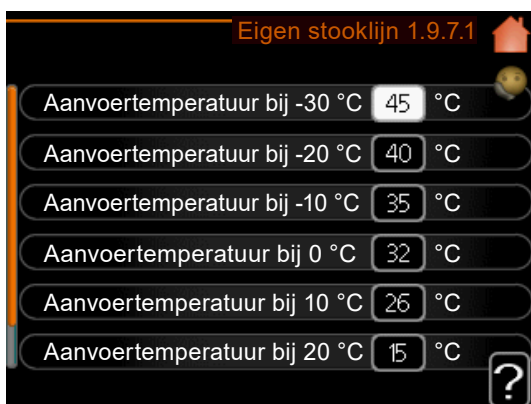 Eigen stooklijn 1.9.7.1
Aanvoertemperatuur bij -30 °C 45 °C
Aanvoertemperatuur bij -20 °C 40 °C
Aanvoertemperatuur bij -10 °C 35 °C
Aanvoertemperatuur bij 0 °C 32 °C
Aanvoertemperatuur bij 10 °C 26 °C
Aanvoertemperatuur bij 20 °C 15 °C
?